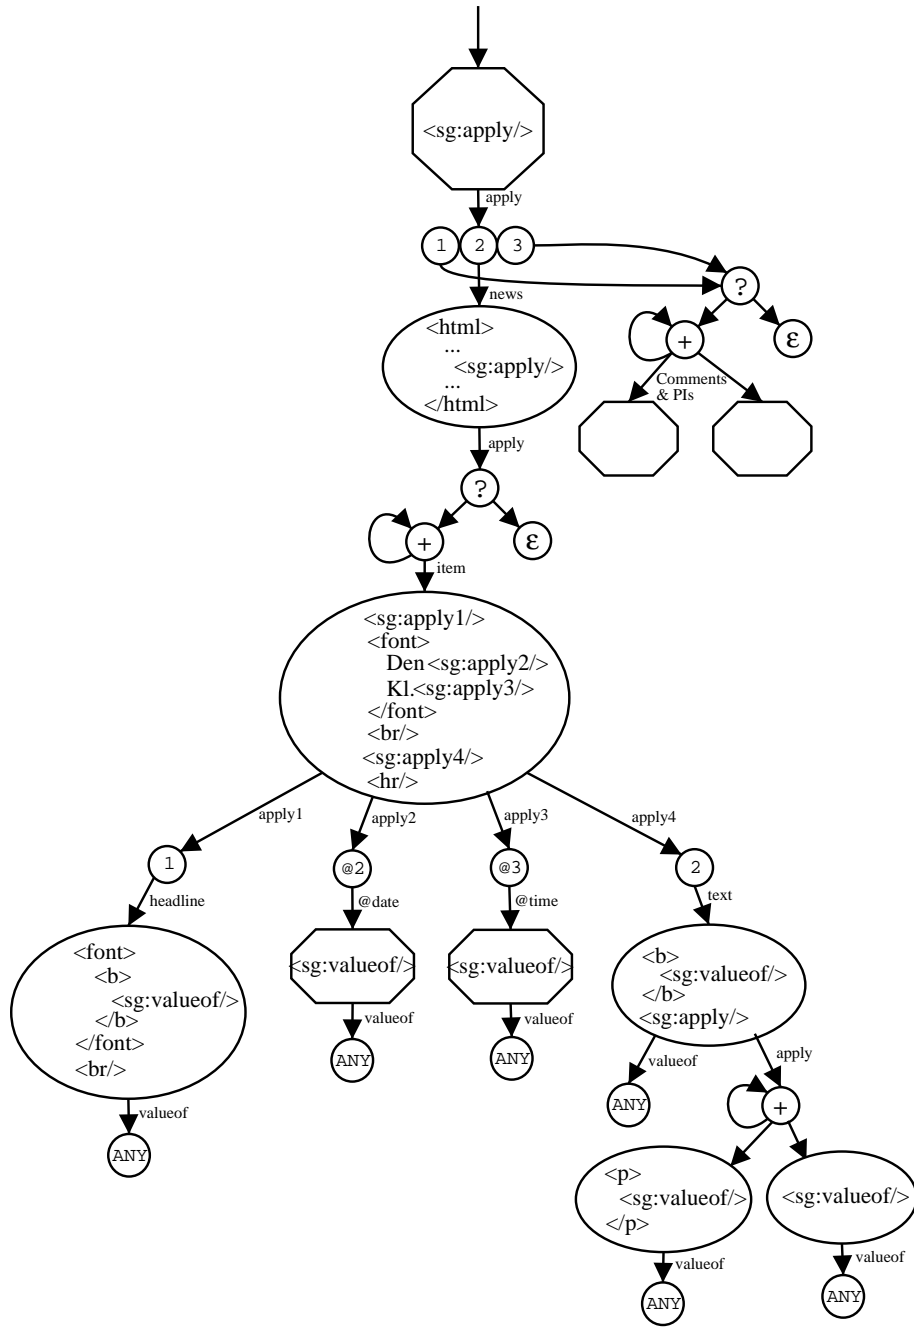 <sg:apply/>
apply
1 2 3
?
news
<html>
...
<sg:apply/>
...
</html>
+
ε
Comments
& PIs
apply
?
+
ε
item
<sg:apply1/>
<font>
Den <sg:apply2/>
Kl.<sg:apply3/>
</font>
<br/>
<sg:apply4/>
<hr/>
apply1
apply2
apply3
apply4
1
@2
@3
2
headline
@date
@time
text
<font>
<b>
<sg:valueof/>
</b>
</font>
<br/>
<sg:valueof/>
<sg:valueof/>
<b>
<sg:valueof/>
</b>
<sg:apply/>
valueof
valueof
valueof
apply
ANY
ANY
ANY
+
valueof
ANY
<p>
<sg:valueof/>
</p>
<sg:valueof/>
valueof
valueof
ANY
ANY